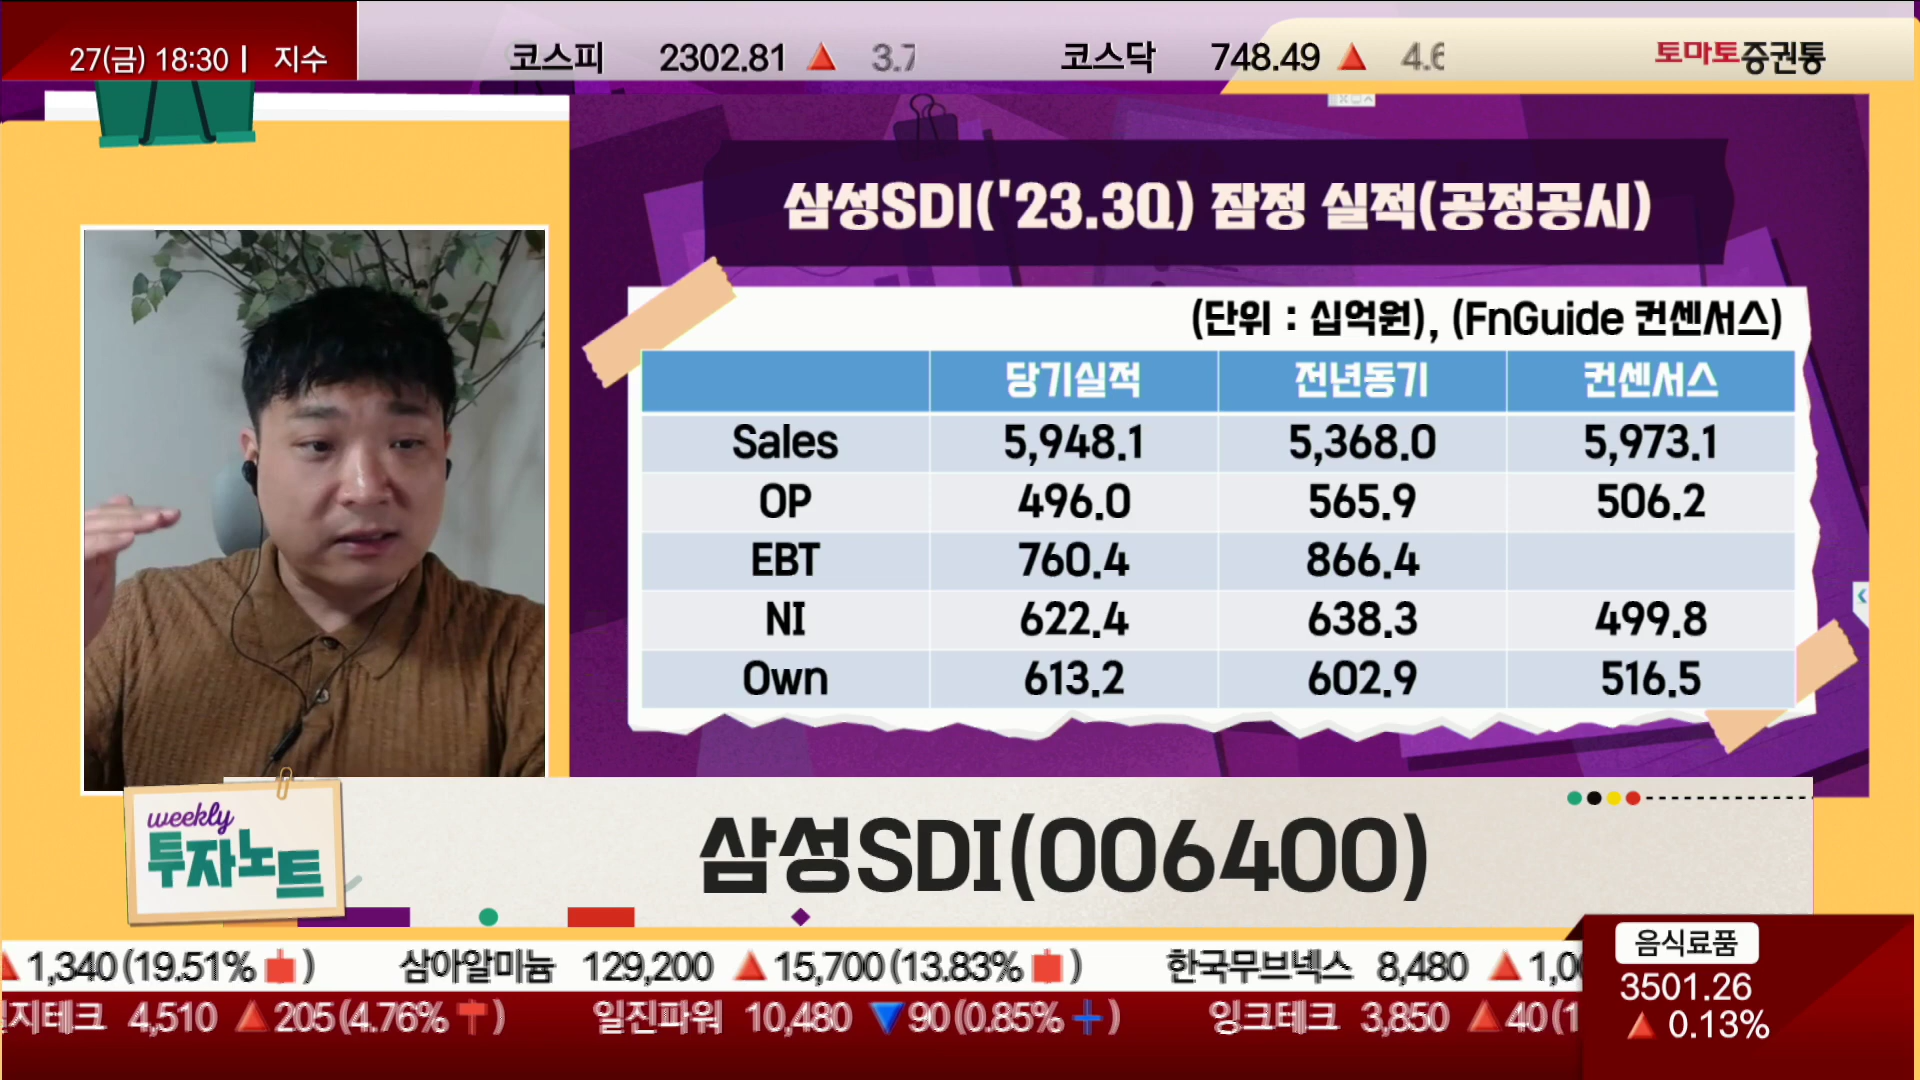 27(금) 18:30 | 지수
코스피 2302.81 ▲ 3.7
코스닥 748.49 ▲ 4.6
토마토증권통
삼성SDI('23.3Q) 잠정 실적(공정공시)
(단위 : 십억원), (FnGuide 컨센서스)
당기실적 전년동기 컨센서스
Sales 5,948.1 5,368.0 5,973.1
OP 496.0 565.9 506.2
EBT 760.4 866.4
NI 622.4 638.3 499.8
Own 613.2 602.9 516.5
weekly
투자노트
삼성SDI(006400)
▲1,340(19.51%) 삼아알미늄 129,200 ▲15,700(13.83%) 한국무브넥스 8,480 ▲1,0
지테크 4,510 ▲205(4.76%) 일진파워 10,480 ▼90(0.85%) 잉크테크 3,850 ▲40(1
음식료품
3501.26
▲ 0.13%